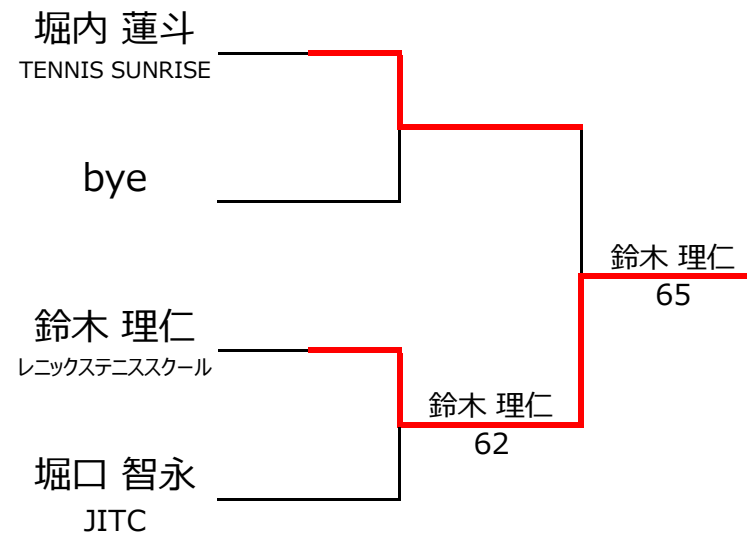 堀内 蓮斗
TENNIS SUNRISE
bye
鈴木 理仁
65
鈴木 理仁
レニックステニススクール
鈴木 理仁
62
堀口 智永
JITC